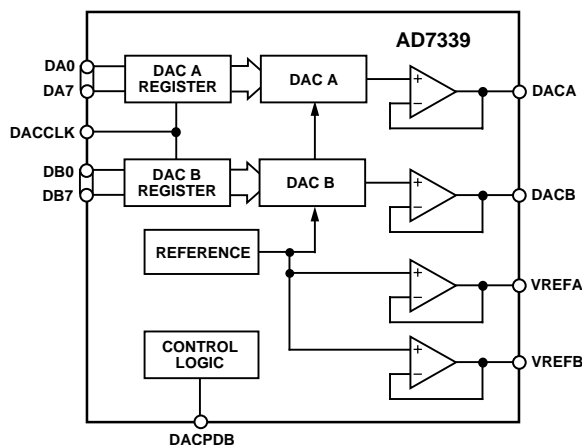 AD7339
DA0
DA7
DAC A
REGISTER
DAC A
+
−
DACA
DACCLK
DB0
DB7
DAC B
REGISTER
DAC B
+
−
DACB
REFERENCE
+
−
VREFA
CONTROL
LOGIC
+
−
VREFB
DACPDB